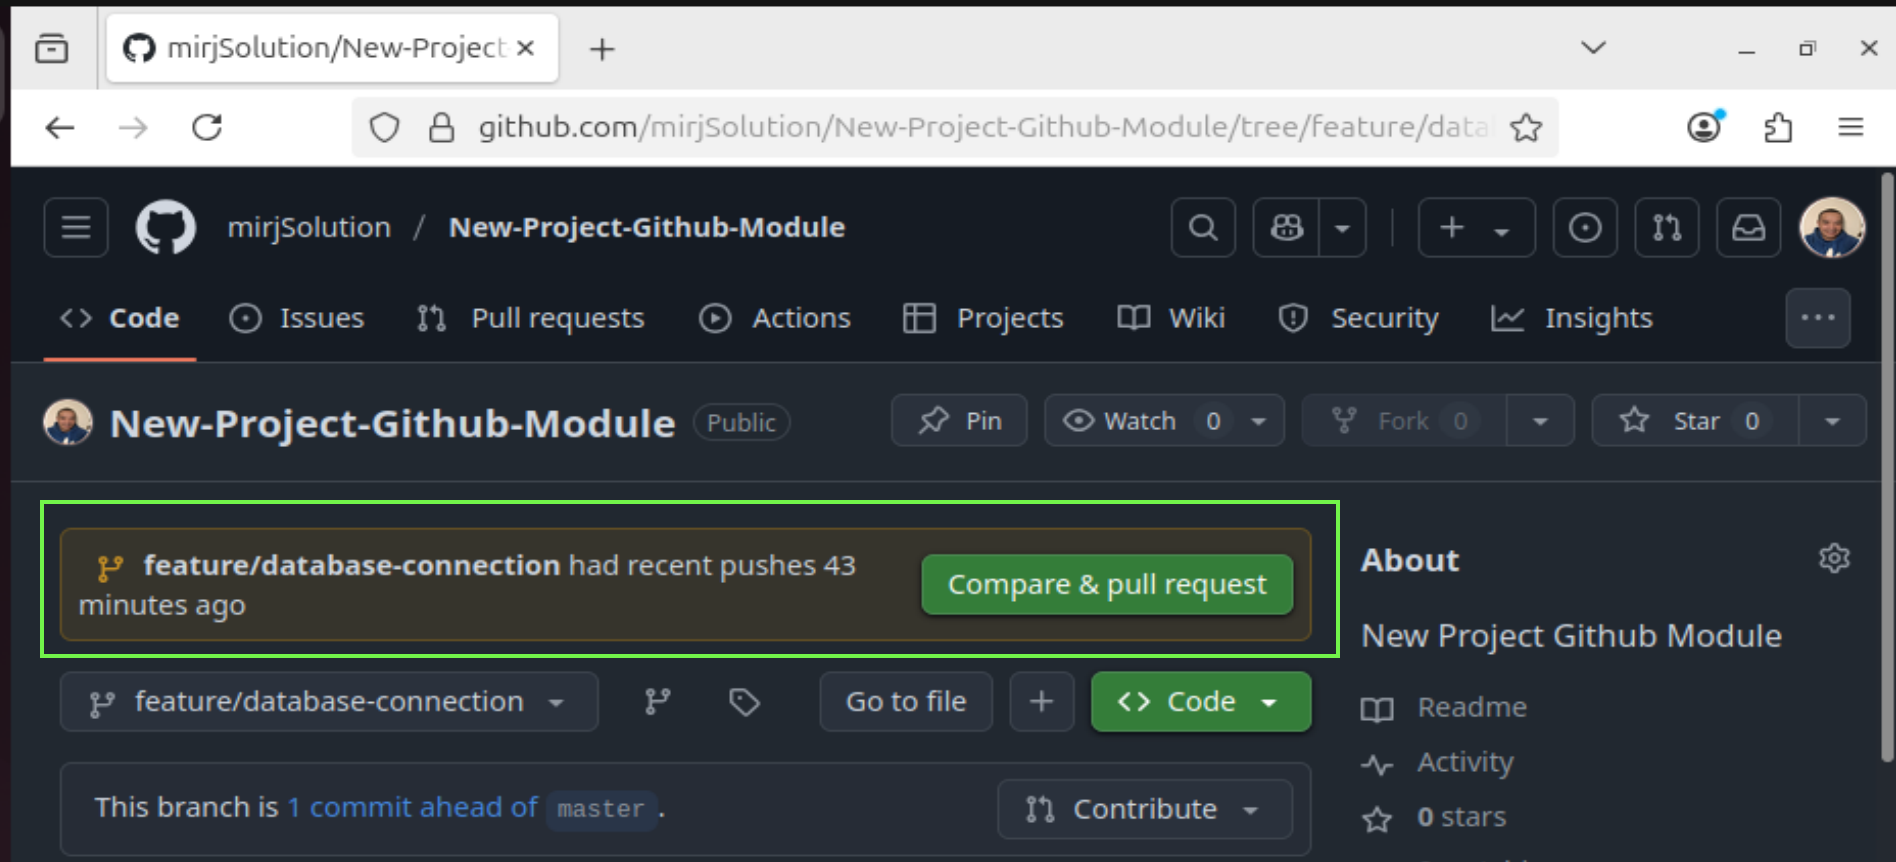 mirjSolution/New-Project-
github.com/mirjSolution/New-Project-Github-Module/tree/feature/data
mirjSolution / New-Project-Github-Module
Code Issues Pull requests Actions Projects Wiki Security Insights
New-Project-Github-Module Public Pin Watch 0 Fork 0 Star 0
feature/database-connection had recent pushes 43
minutes ago
Compare & pull request
About
New Project Github Module
feature/database-connection Go to file Code
Readme
Activity
This branch is 1 commit ahead of master. Contribute
0 stars